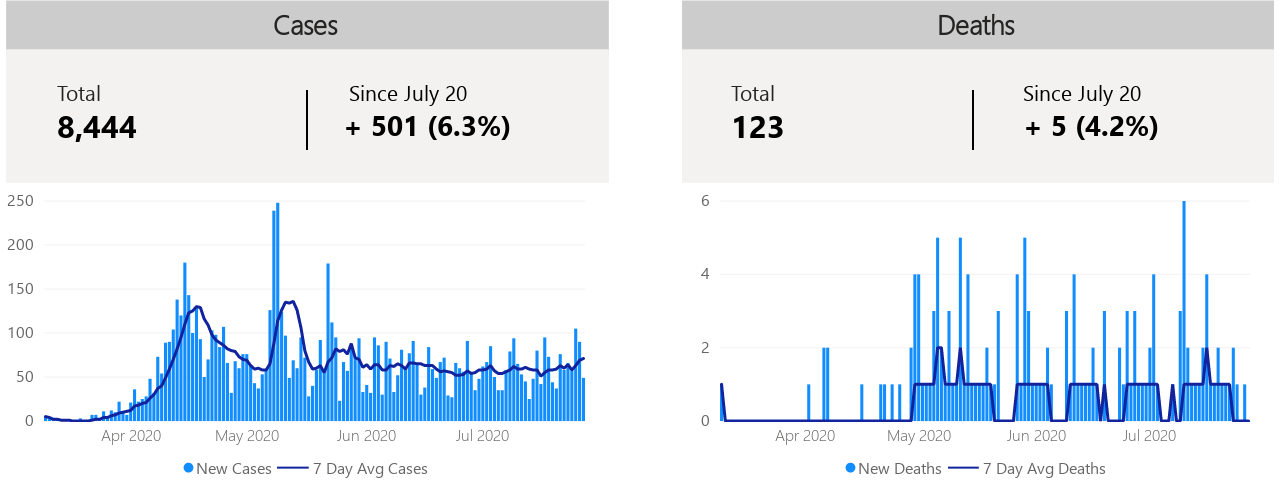 Cases
Total
8,444
Since July 20
+ 501 (6.3%)
250
200
150
100
50
0
Apr 2020
May 2020
Jun 2020
Jul 2020
New Cases
7 Day Avg Cases
Deaths
Total
123
Since July 20
+ 5 (4.2%)
6
4
2
0
Apr 2020
May 2020
Jun 2020
Jul 2020
New Deaths
7 Day Avg Deaths